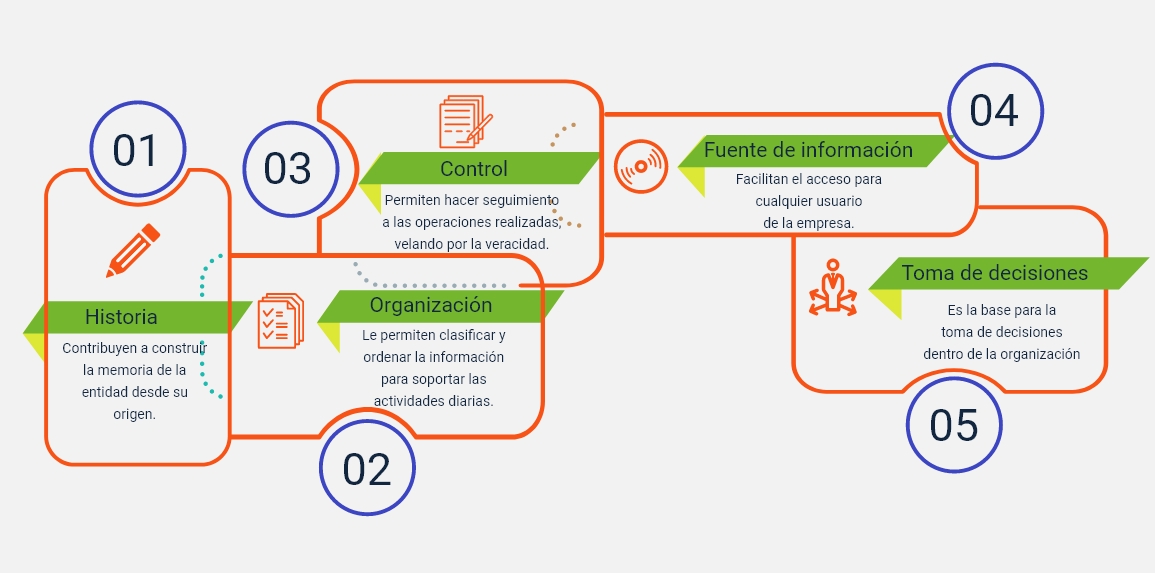 01
Historia
Contribuyen a construir
la memoria de la
entidad desde su
origen.
02
Organización
Le permiten clasificar y
ordenar la información
para soportar las
actividades diarias.
03
Control
Permiten hacer seguimiento
a las operaciones realizadas,
velando por la veracidad.
04
Fuente de información
Facilitan el acceso para
cualquier usuario
de la empresa.
05
Toma de decisiones
Es la base para la
toma de decisiones
dentro de la organización